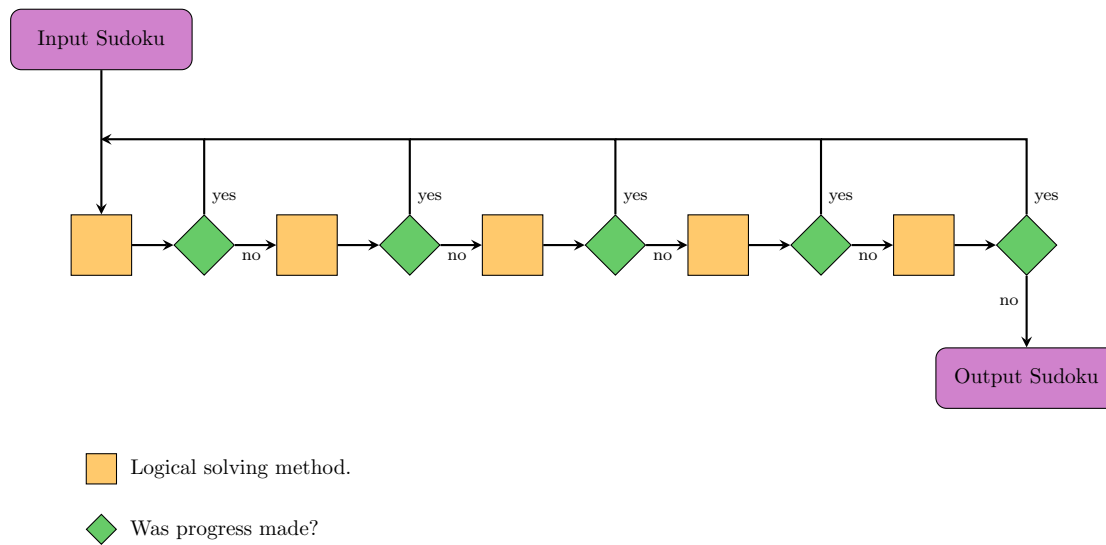 Input Sudoku
yes
yes
yes
yes
yes
no
no
no
no
no
Output Sudoku
Logical solving method.
Was progress made?